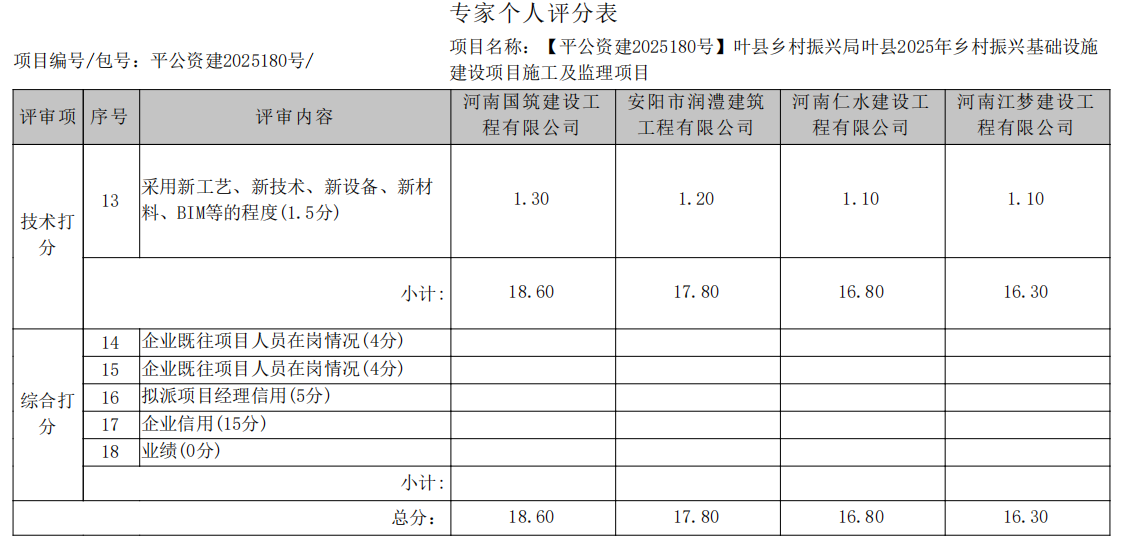 专家个人评分表
项目编号/包号: 平公资建2025180号/
项目名称: 【平公资建2025180号】叶县乡村振兴局叶县2025年乡村振兴基础设施
建设项目施工及监理项目
评审项 序号 评审内容 河南国筑建设工 安阳市润澧建筑 河南仁水建设工 河南江梦建设工
程有限公司 工程有限公司 程有限公司 程有限公司
技术打
分
13
采用新工艺、新技术、新设备、新材
料、BIM等的程度(1.5分)
1.30 1.20 1.10 1.10
小计: 18.60 17.80 16.80 16.30
综合打
分
14 企业既往项目人员在岗情况(4分)
15 企业既往项目人员在岗情况(4分)
16 拟派项目经理信用(5分)
17 企业信用(15分)
18 业绩(0分)
小计:
总分: 18.60 17.80 16.80 16.30